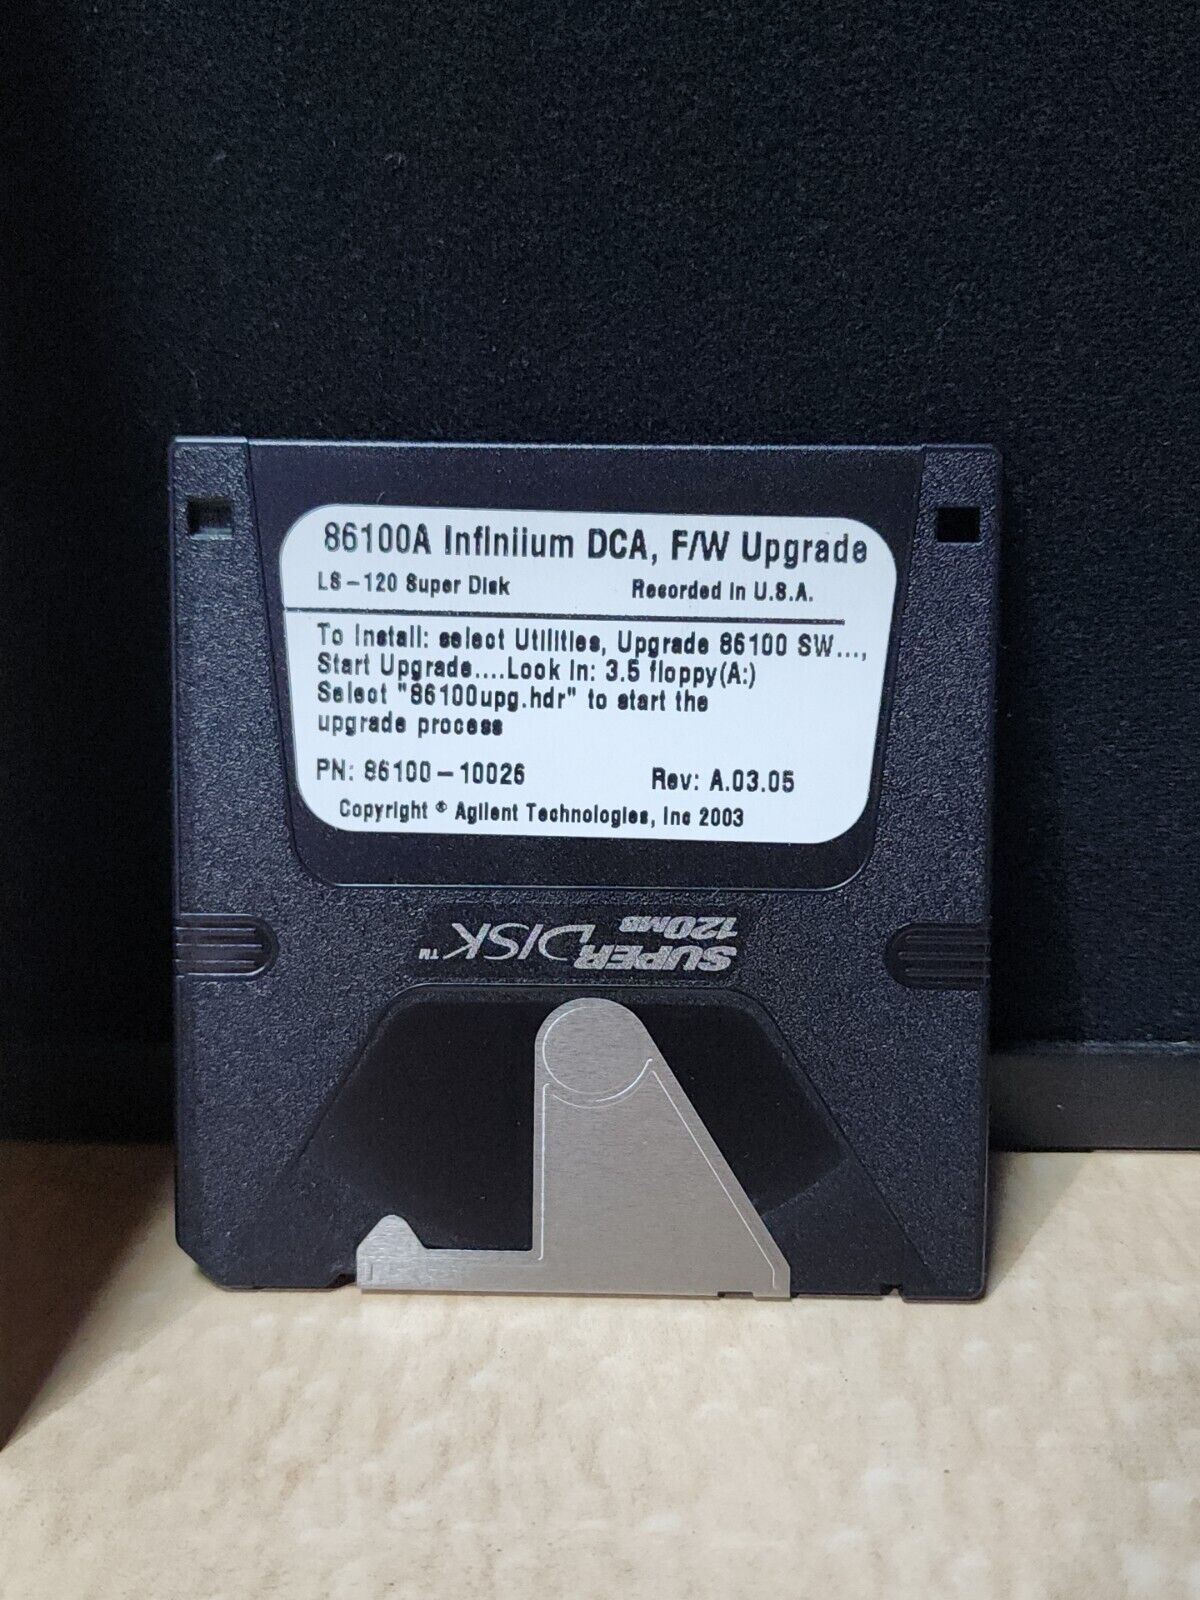 86100A Infiniium DCA, F/W Upgrade
LS-120 Super Disk Recorded in U.S.A.
To Install: select Utilities, Upgrade 86100 SW...,
Start Upgrade....Look In: 3.5 floppy(A:)
Select "86100upg.hdr" to start the
upgrade process
PN: 86100-10026 Rev: A.03.05
Copyright © Agilent Technologies, Inc 2003
SUPERDISK™
120MB